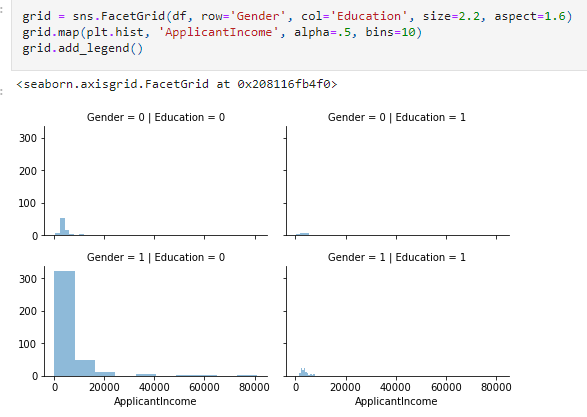 grid = sns.FacetGrid(df, row='Gender', col='Education', size=2.2, aspect=1.6)
grid.map(plt.hist, 'ApplicantIncome', alpha=.5, bins=10)
grid.add_legend()
<seaborn.axisgrid.FacetGrid at 0x208116fb4f0>
Gender = 0 | Education = 0
Gender = 0 | Education = 1
300
200
100
0
Gender = 1 | Education = 0
Gender = 1 | Education = 1
300
200
100
0
0 20000 40000 60000 80000
0 20000 40000 60000 80000
ApplicantIncome
ApplicantIncome